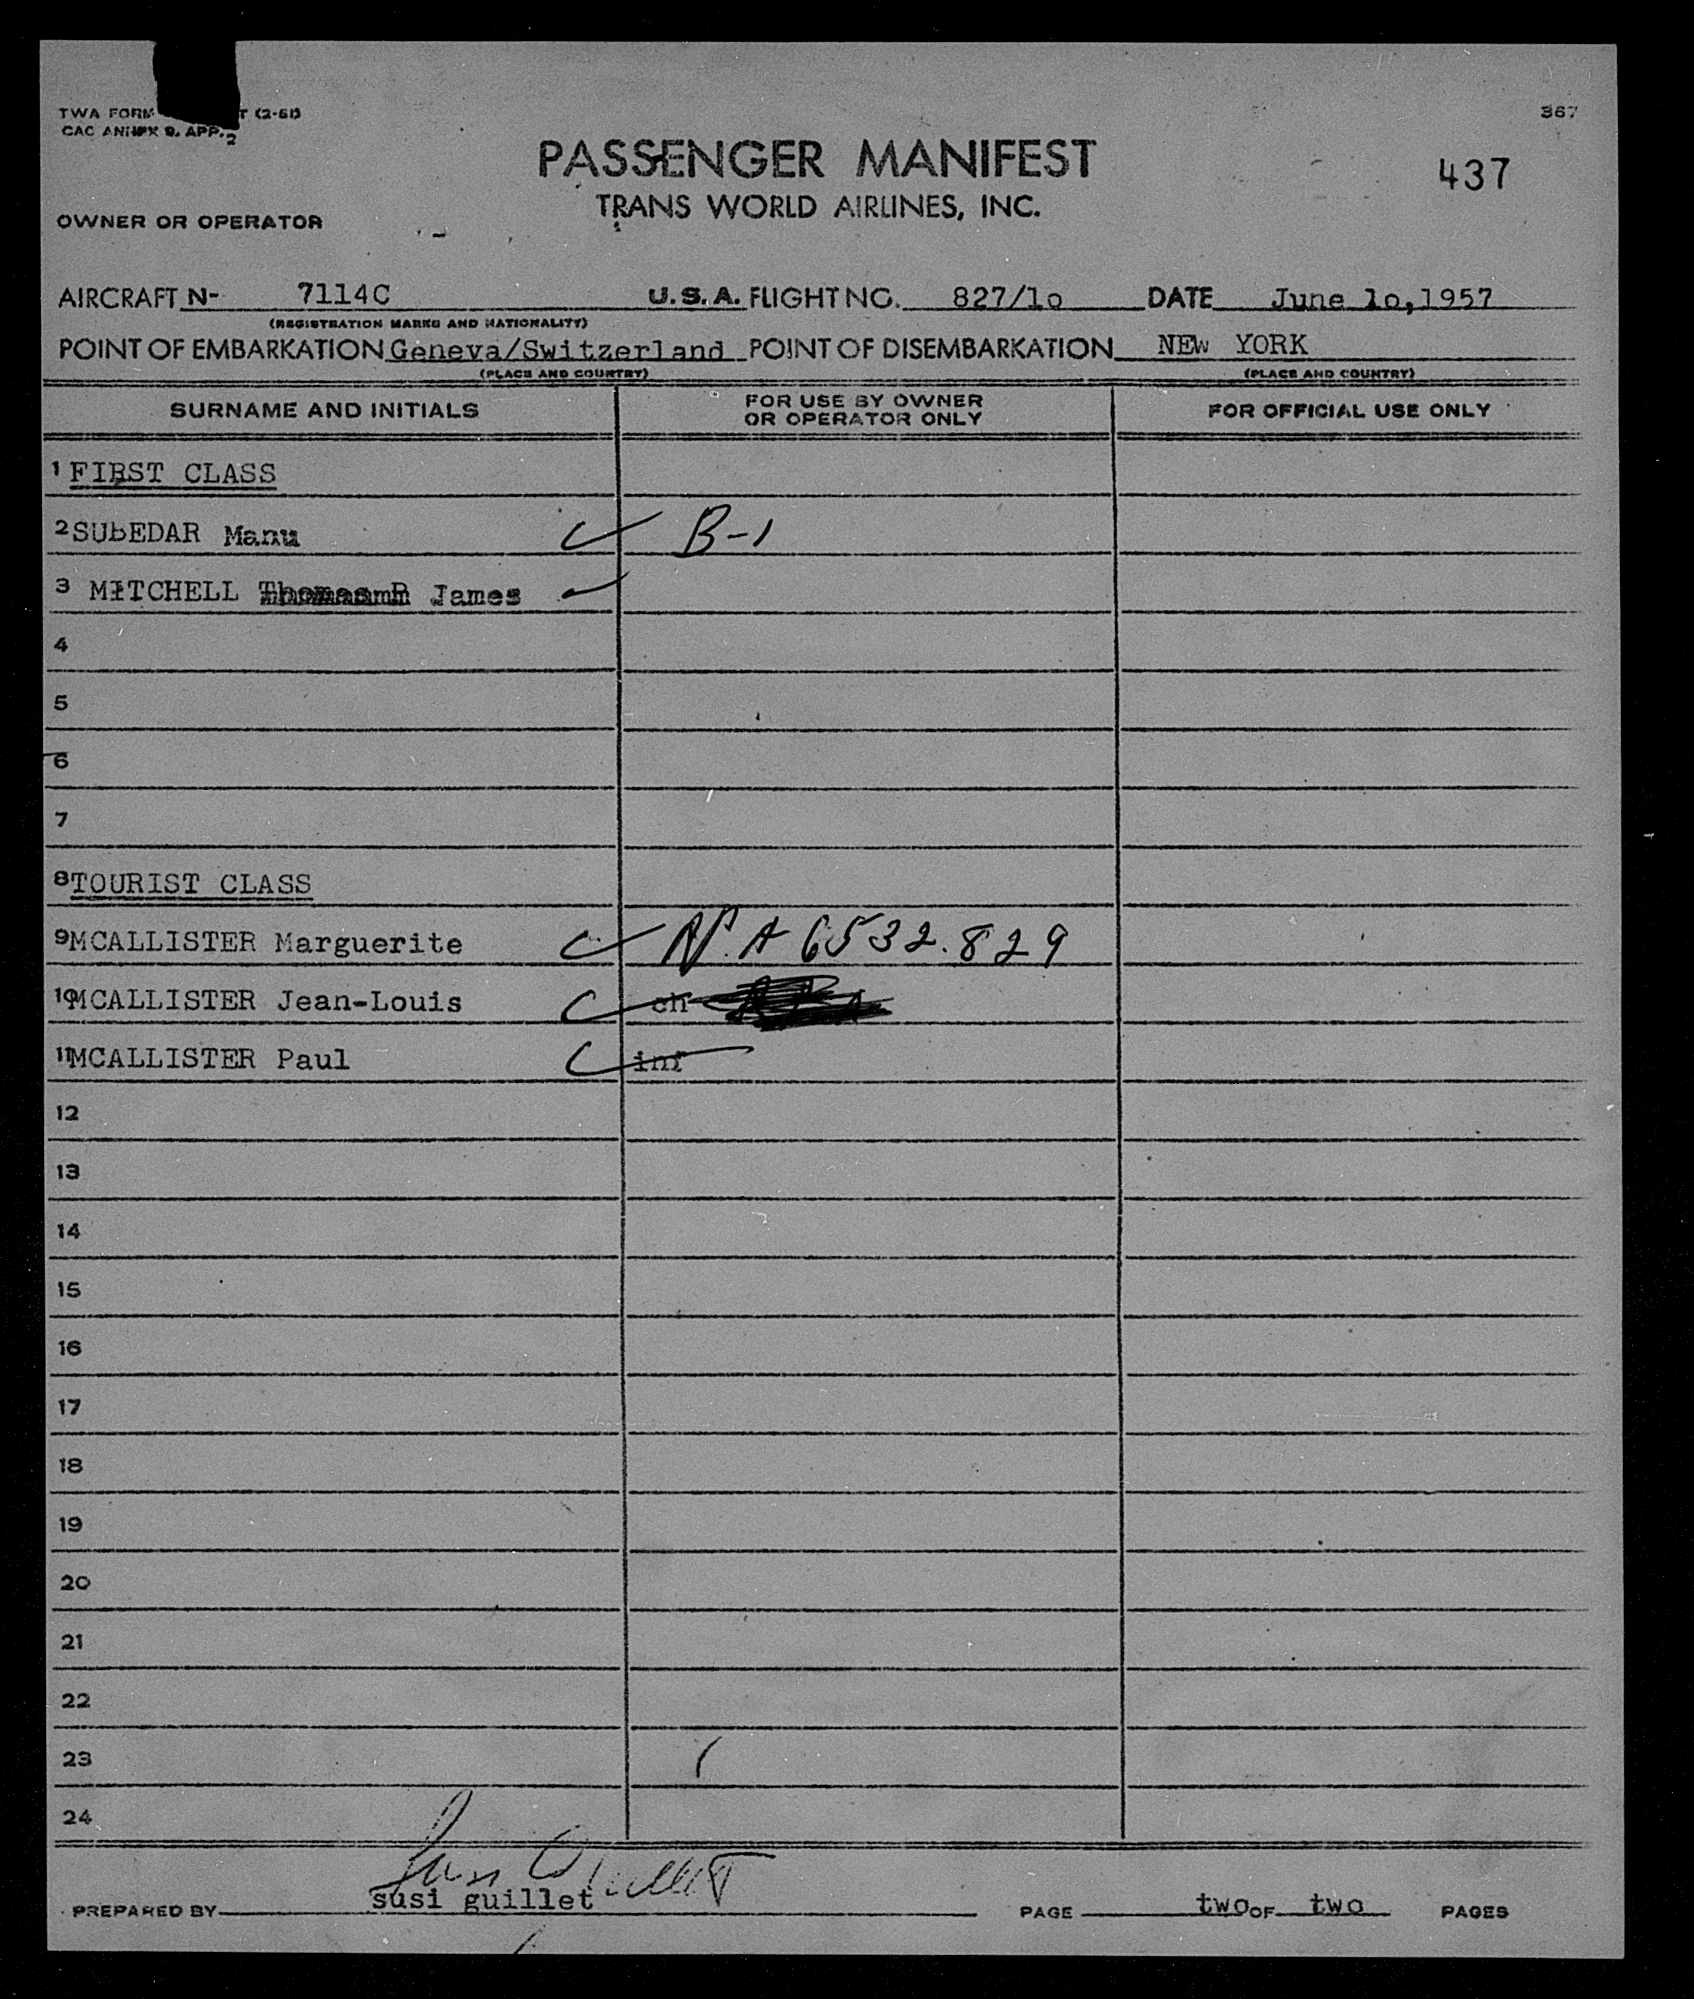 TWA FORM T (2-51)
CAC ANNEX 9, APP. 2
367
PASSENGER MANIFEST
437
TRANS WORLD AIRLINES, INC.
OWNER OR OPERATOR
AIRCRAFT N- 7114C U.S.A. FLIGHT NO. 827/1o DATE June 1o,1957
(REGISTRATION MARKS AND NATIONALITY)
POINT OF EMBARKATION Geneva/Switzerland POINT OF DISEMBARKATION NEW YORK
(PLACE AND COUNTRY) (PLACE AND COUNTRY)
SURNAME AND INITIALS FOR USE BY OWNER OR OPERATOR ONLY FOR OFFICIAL USE ONLY
1 FIRST CLASS
2 SUbEDAR Manu B-1
3 MITCHELL James
4
5
6
7
8 TOURIST CLASS
9 MCALLISTER Marguerite A 6532.829
10 MCALLISTER Jean-Louis ch
11 MCALLISTER Paul inf
12
13
14
15
16
17
18
19
20
21
22
23
24
PREPARED BY susi guillet PAGE two OF two PAGES